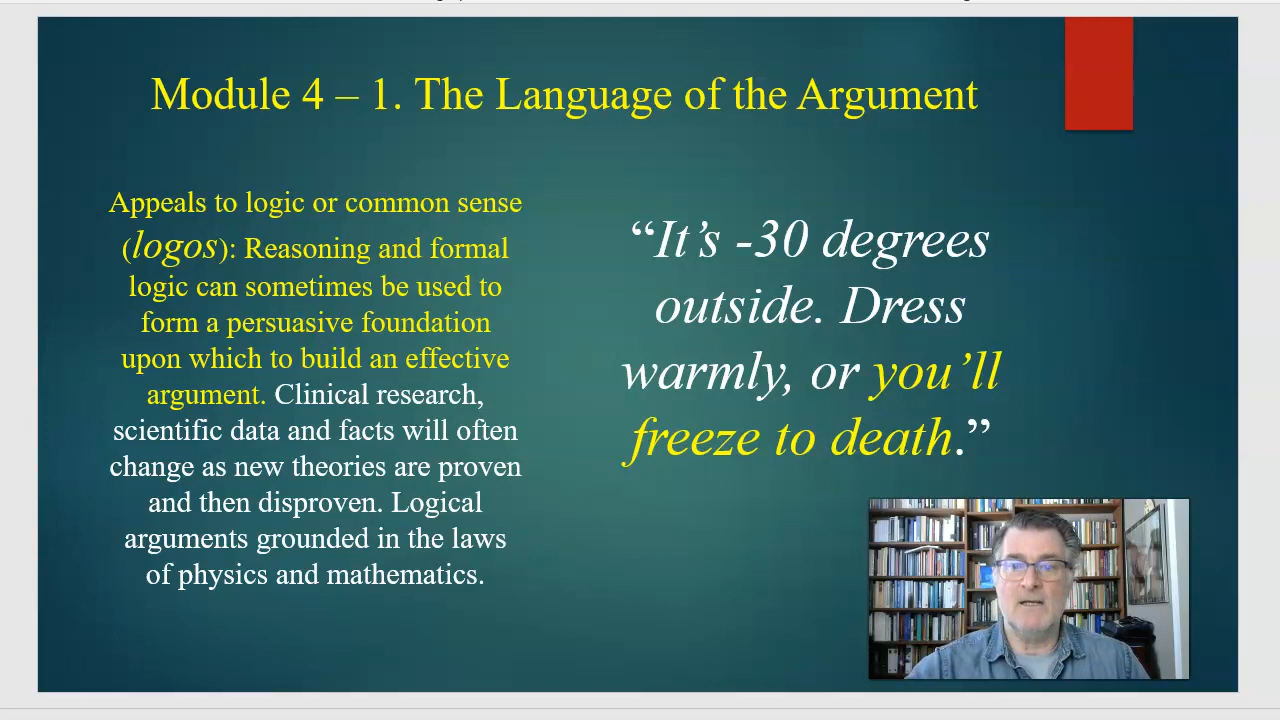 Module 4 – 1. The Language of the Argument
Appeals to logic or common sense
(logos): Reasoning and formal
logic can sometimes be used to
form a persuasive foundation
upon which to build an effective
argument. Clinical research,
scientific data and facts will often
change as new theories are proven
and then disproven. Logical
arguments grounded in the laws
of physics and mathematics.
“It’s -30 degrees
outside. Dress
warmly, or you’ll
freeze to death.”